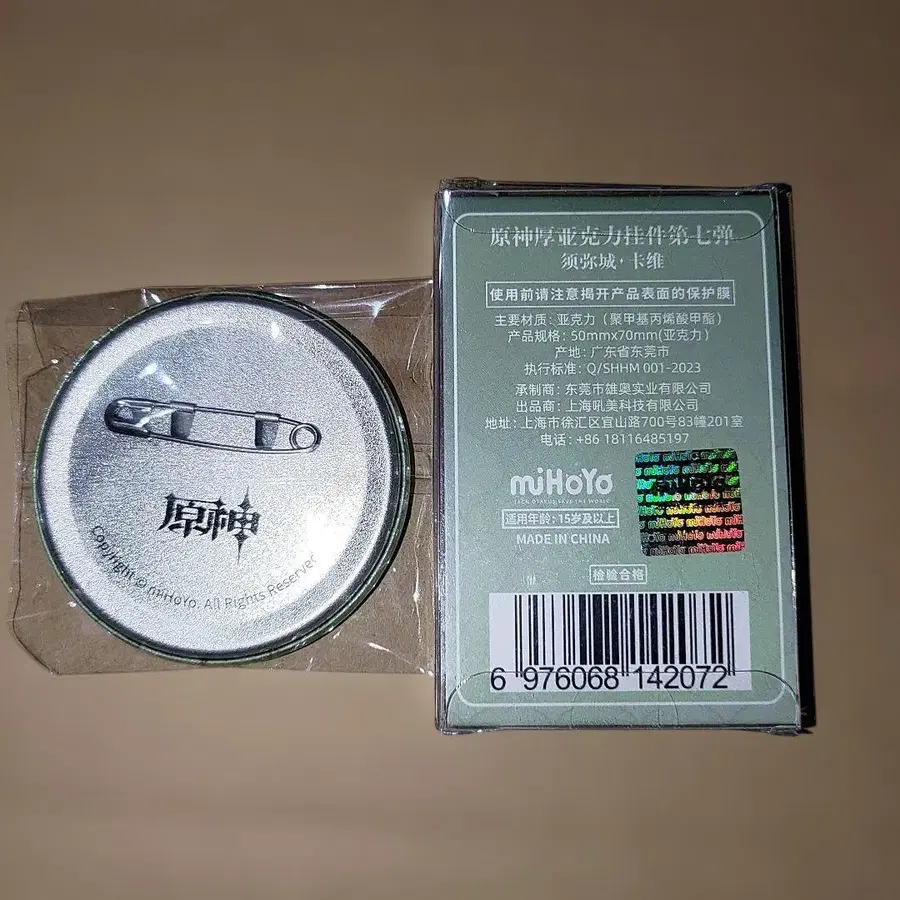 原神
Copyright © miHoYo. All Rights Reserver
原神厚亚克力挂件第七弹
须弥城·卡维
使用前请注意揭开产品表面的保护膜
主要材质：亚克力（聚甲基丙烯酸甲酯）
产品规格：50mmx70mm(亚克力)
产地：广东省东莞市
执行标准：Q/SHHM 001-2023
承制商：东莞市雄奥实业有限公司
出品商：上海吼美科技有限公司
地址：上海市徐汇区宜山路700号83幢201室
电话：+86 18116485197
miHoYo
TECH OTAKUS SAVE THE WORLD
适用年龄：15岁及以上
MADE IN CHINA
miHoYo
检验合格
6 976068 142072